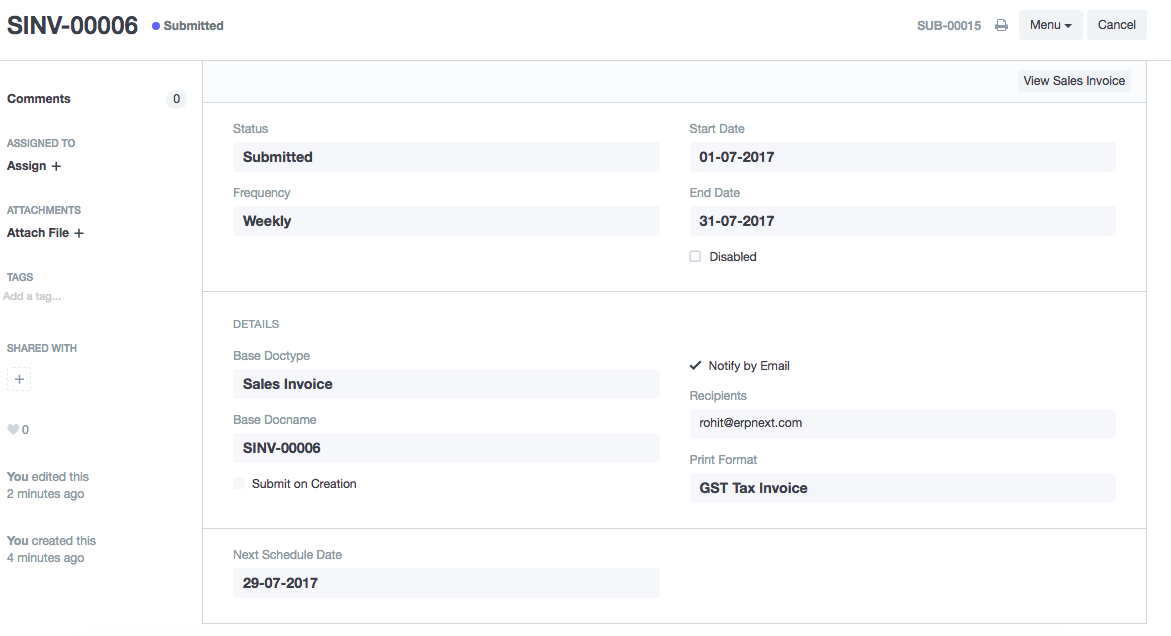 SINV-00006 Submitted SUB-00015 Menu Cancel
View Sales Invoice
Comments 0
ASSIGNED TO
Assign +
ATTACHMENTS
Attach File +
TAGS
Add a tag...
SHARED WITH
+
0
You edited this
2 minutes ago
You created this
4 minutes ago
Status
Submitted
Frequency
Weekly
Start Date
01-07-2017
End Date
31-07-2017
Disabled
DETAILS
Base Doctype
Sales Invoice
Base Docname
SINV-00006
Submit on Creation
Notify by Email
Recipients
rohit@erpnext.com
Print Format
GST Tax Invoice
Next Schedule Date
29-07-2017